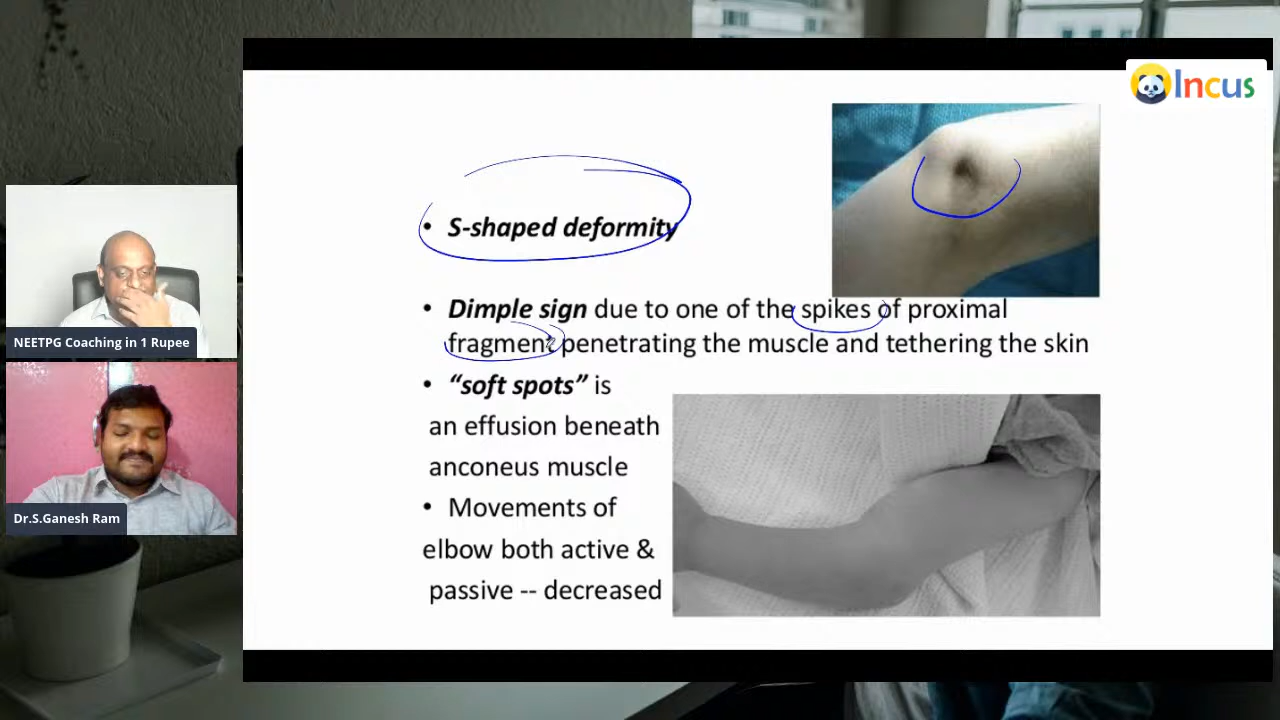 Incus
• S-shaped deformity
• Dimple sign due to one of the spikes of proximal
fragment penetrating the muscle and tethering the skin
• “soft spots” is
an effusion beneath
anconeus muscle
• Movements of
elbow both active &
passive -- decreased
NEETPG Coaching in 1 Rupee
Dr.S.Ganesh Ram